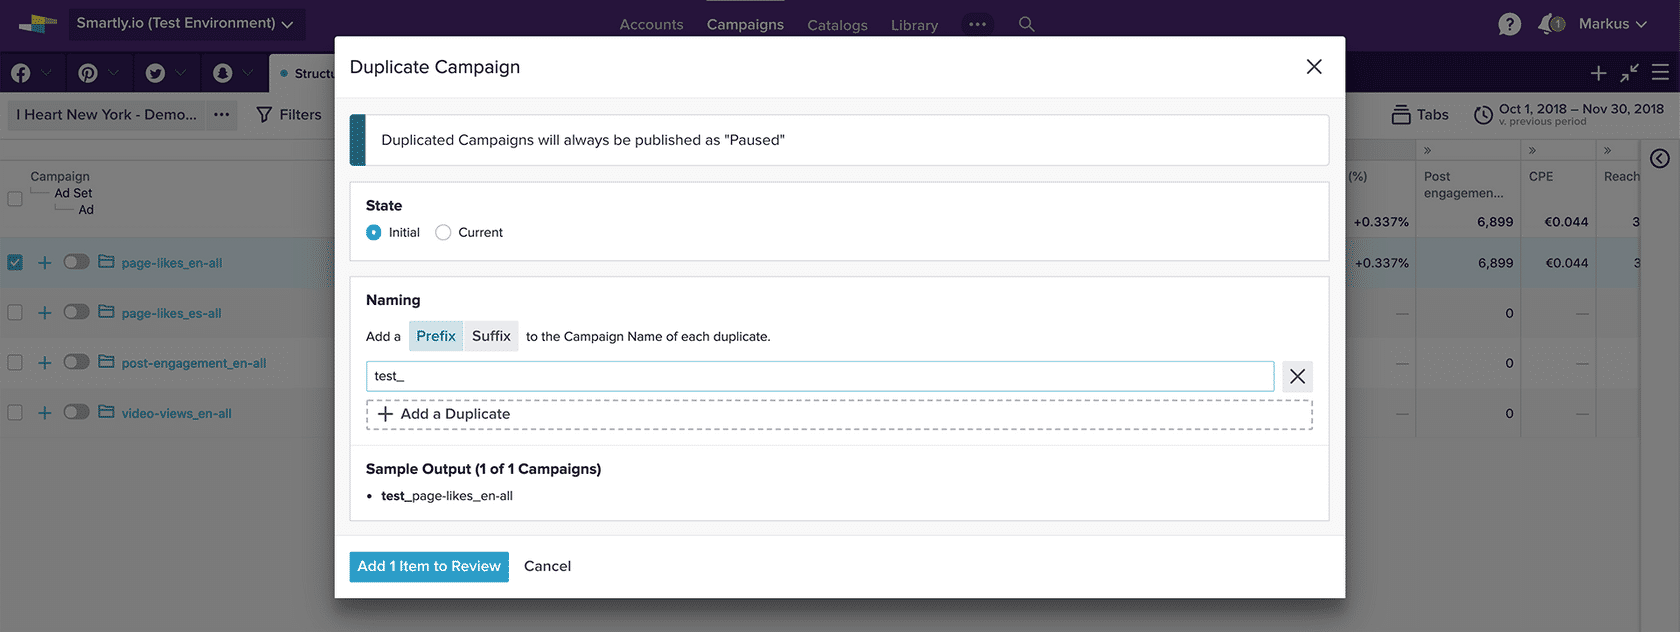 Smartly.io (Test Environment)
Accounts
Campaigns
Catalogs
Library
1
Markus
Structu
I Heart New York - Demo...
Filters
Tabs
Oct 1, 2018 – Nov 30, 2018
v. previous period
Duplicate Campaign
Duplicated Campaigns will always be published as "Paused"
State
Initial
Current
Naming
Add a Prefix Suffix to the Campaign Name of each duplicate.
test_
+ Add a Duplicate
Sample Output (1 of 1 Campaigns)
• test_page-likes_en-all
Add 1 Item to Review
Cancel
Campaign
Ad Set
Ad
(%)
Post engagemen...
CPE
Reach
+0.337% 6,899 €0.044 3
page-likes_en-all +0.337% 6,899 €0.044 3
page-likes_es-all — 0 —
post-engagement_en-all — 0 —
video-views_en-all — 0 —